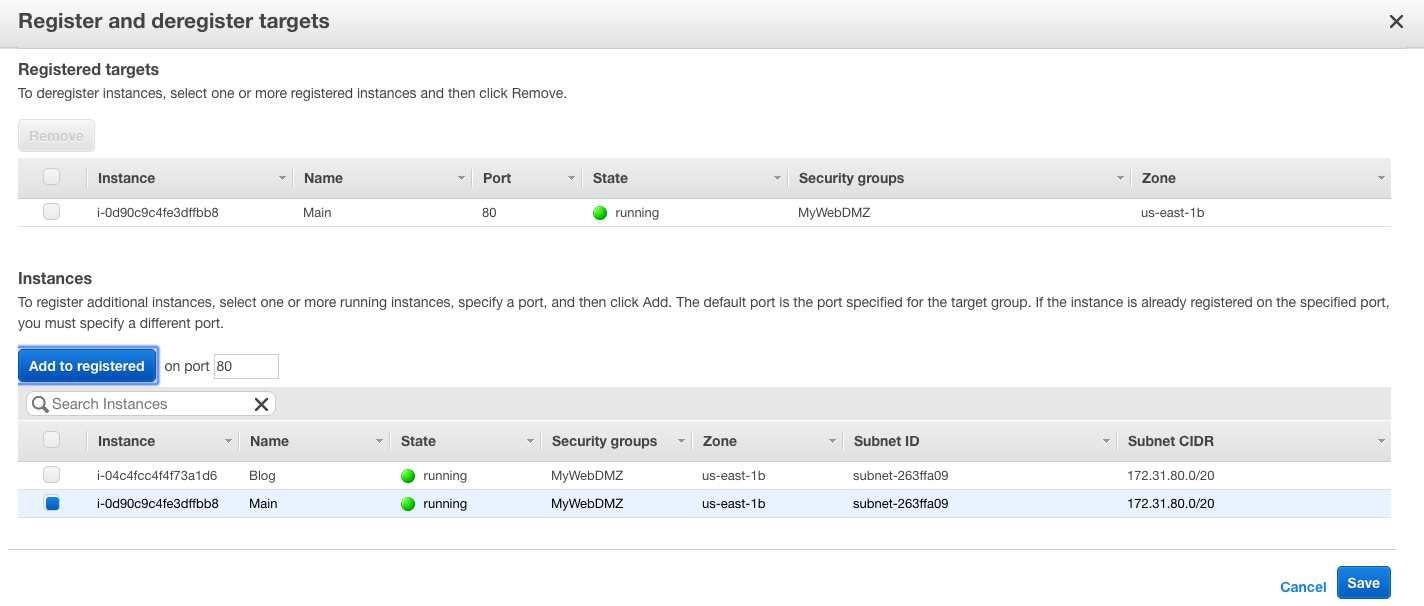 Register and deregister targets
Registered targets
To deregister instances, select one or more registered instances and then click Remove.
Remove
Instance Name Port State Security groups Zone
i-0d90c9c4fe3dffbb8 Main 80 running MyWebDMZ us-east-1b
Instances
To register additional instances, select one or more running instances, specify a port, and then click Add. The default port is the port specified for the target group. If the instance is already registered on the specified port,
you must specify a different port.
Add to registered on port 80
Search Instances
Instance Name State Security groups Zone Subnet ID Subnet CIDR
i-04c4fcc4f4f73a1d6 Blog running MyWebDMZ us-east-1b subnet-263ffa09 172.31.80.0/20
i-0d90c9c4fe3dffbb8 Main running MyWebDMZ us-east-1b subnet-263ffa09 172.31.80.0/20
Cancel Save